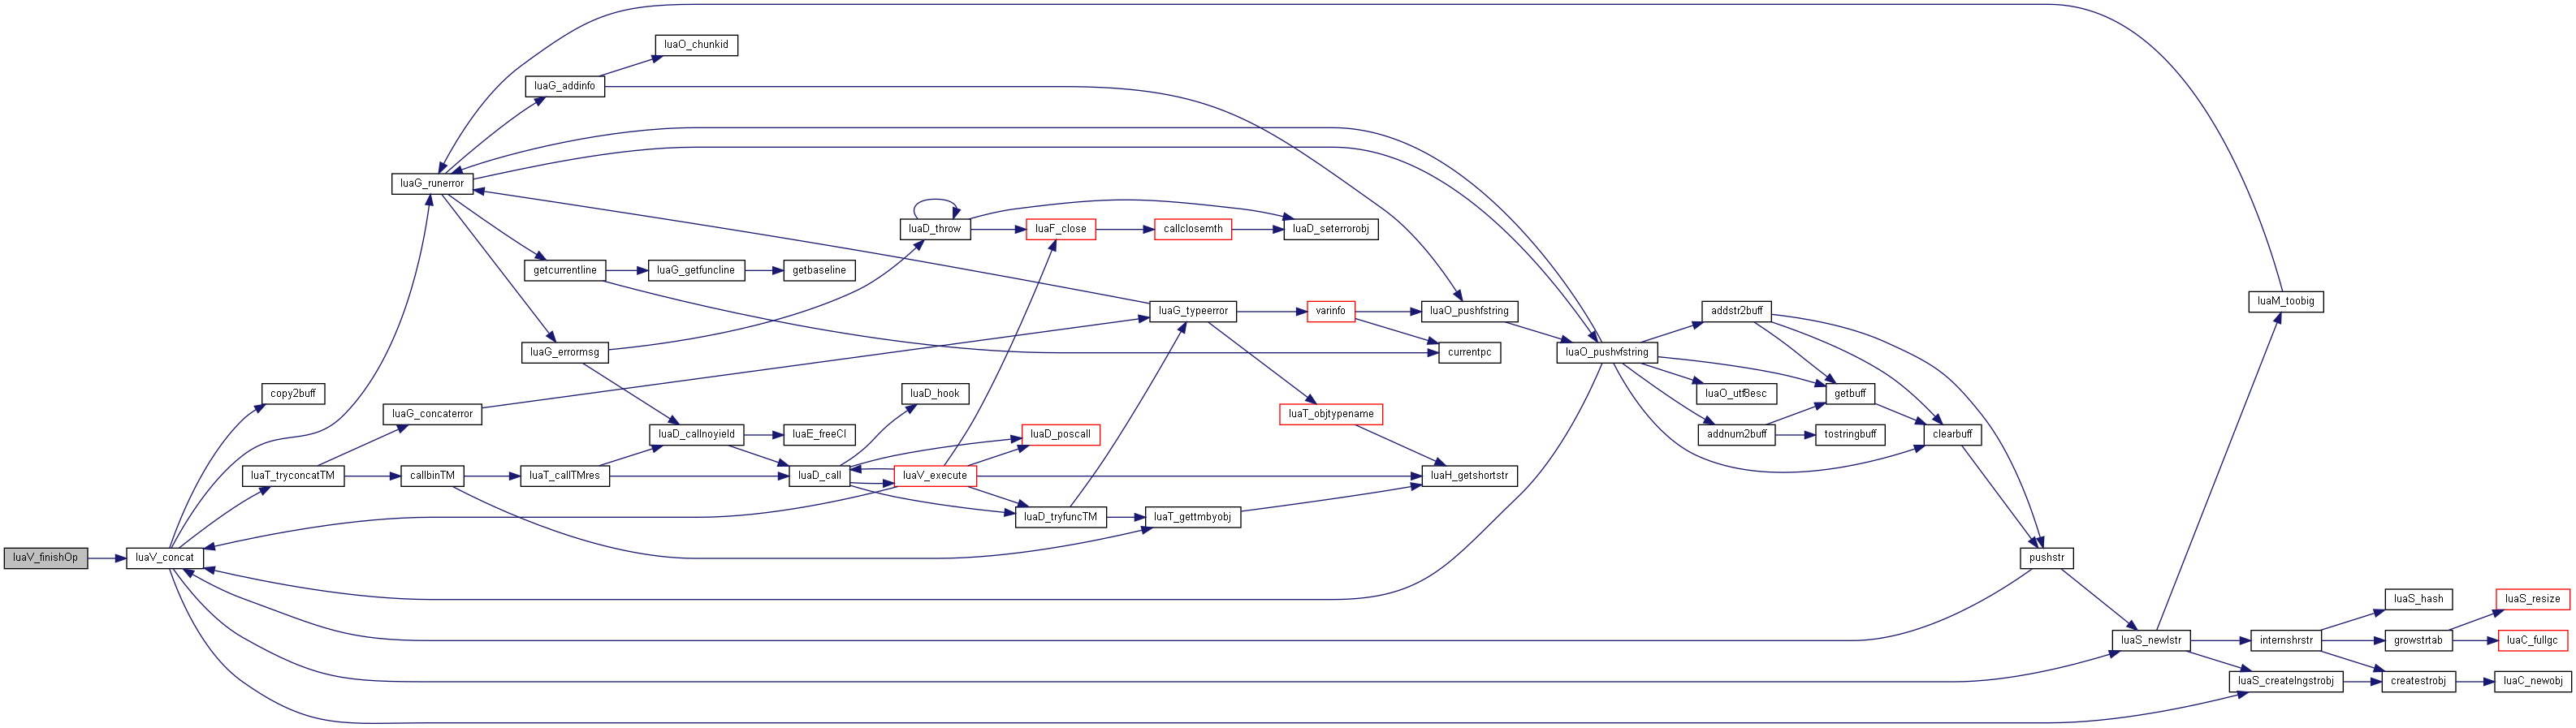 luaO_chunkid
luaG_addinfo
luaG_runerror
luaD_throw
luaF_close
callclosemth
luaD_seterrorobj
getcurrentline
luaG_getfuncline
getbaseline
luaM_toobig
luaG_typeerror
varinfo
luaO_pushfstring
addstr2buff
luaG_errormsg
currentpc
luaO_pushvfstring
copy2buff
luaD_hook
luaO_utf8esc
getbuff
luaG_concaterror
luaT_objtypename
luaD_callnoyield
luaE_freeCI
luaD_poscall
addnum2buff
tostringbuff
clearbuff
luaT_tryconcatTM
callbinTM
luaT_callTMres
luaD_call
luaV_execute
luaH_getshortstr
luaD_tryfuncTM
luaT_gettmbyobj
luaV_finishOp
luaV_concat
pushstr
luaS_hash
luaS_resize
luaS_newlstr
internshrstr
growstrtab
luaC_fullgc
luaS_createlngstrobj
createstrobj
luaC_newobj